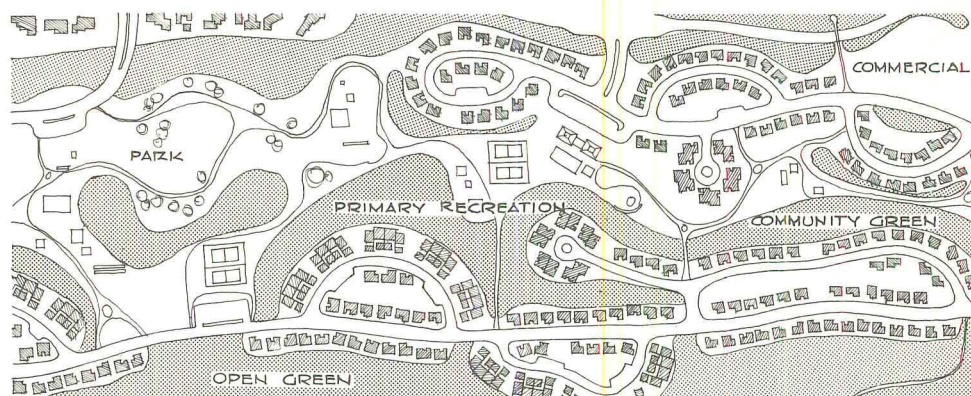 COMMERCIAL
PARK
PRIMARY RECREATION
COMMUNITY GREEN
OPEN GREEN